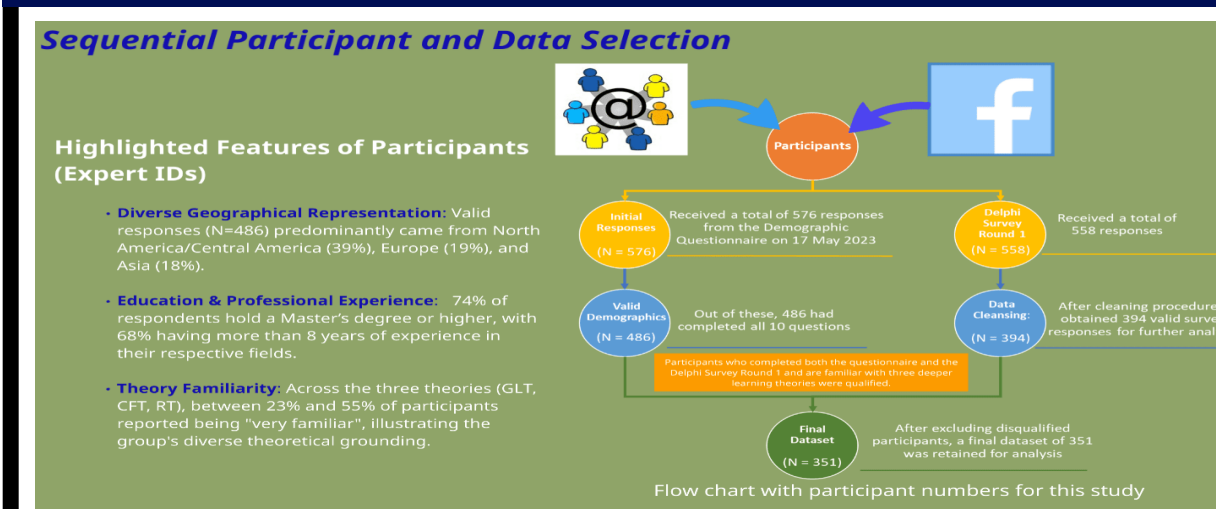 Sequential Participant and Data Selection
@
f
Highlighted Features of Participants
(Expert IDs)
• Diverse Geographical Representation: Valid
responses (N=486) predominantly came from North
America/Central America (39%), Europe (19%), and
Asia (18%).
• Education & Professional Experience: 74% of
respondents hold a Master’s degree or higher, with
68% having more than 8 years of experience in
their respective fields.
• Theory Familiarity: Across the three theories (GLT,
CFT, RT), between 23% and 55% of participants
reported being "very familiar", illustrating the
group's diverse theoretical grounding.
Participants
Initial
Responses
(N = 576)
Received a total of 576 responses
from the Demographic
Questionnaire on 17 May 2023
Delphi
Survey
Round 1
(N = 558)
Received a total of
558 responses
Valid
Demographics
(N = 486)
Out of these, 486 had
completed all 10 questions
Data
Cleansing:
(N = 394)
After cleaning procedure
obtained 394 valid surve
responses for further anal
Participants who completed both the questionnaire and the
Delphi Survey Round 1 and are familiar with three deeper
learning theories were qualified.
Final
Dataset
(N = 351)
After excluding disqualified
participants, a final dataset of 351
was retained for analysis
Flow chart with participant numbers for this study